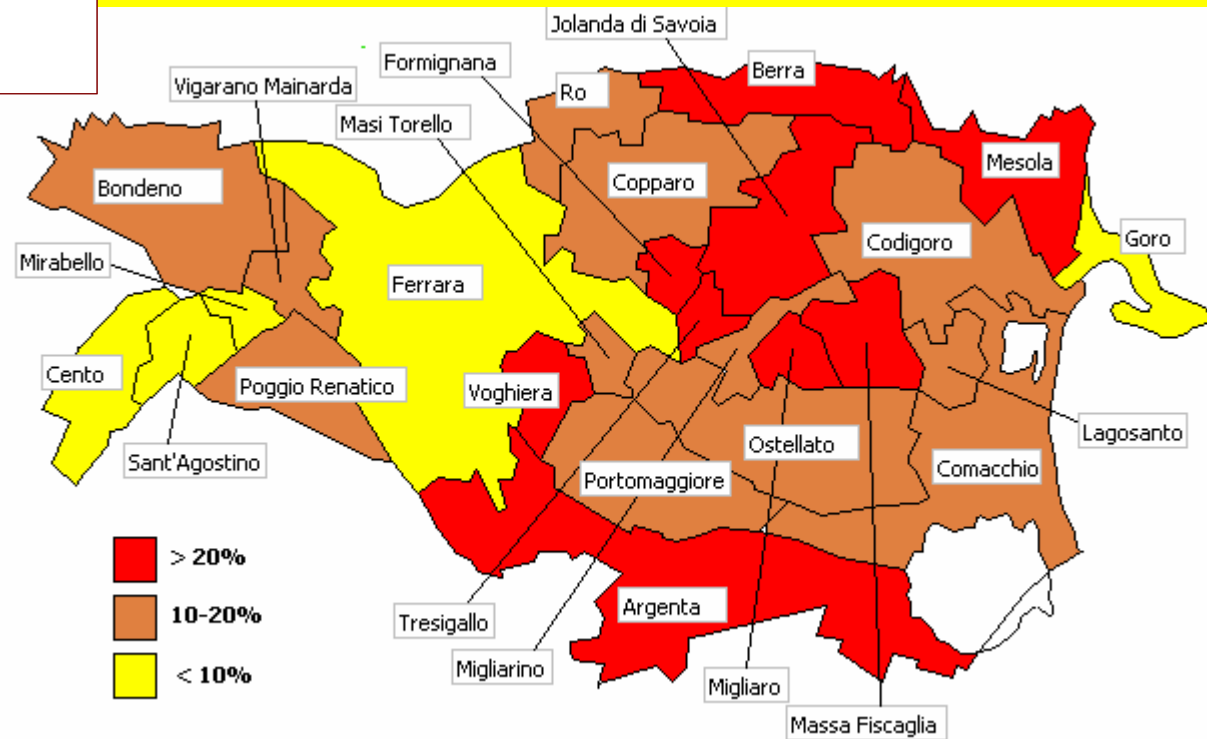 Jolanda di Savoia
Formignana
Berra
Vigarano Mainarda
Ro
Masi Torello
Mesola
Bondeno
Copparo
Codigoro
Goro
Mirabello
Ferrara
Cento
Poggio Renatico
Voghiera
Lagosanto
Ostellato
Sant'Agostino
Comacchio
Portomaggiore
> 20%
10-20%
< 10%
Argenta
Tresigallo
Migliarino
Migliaro
Massa Fiscaglia